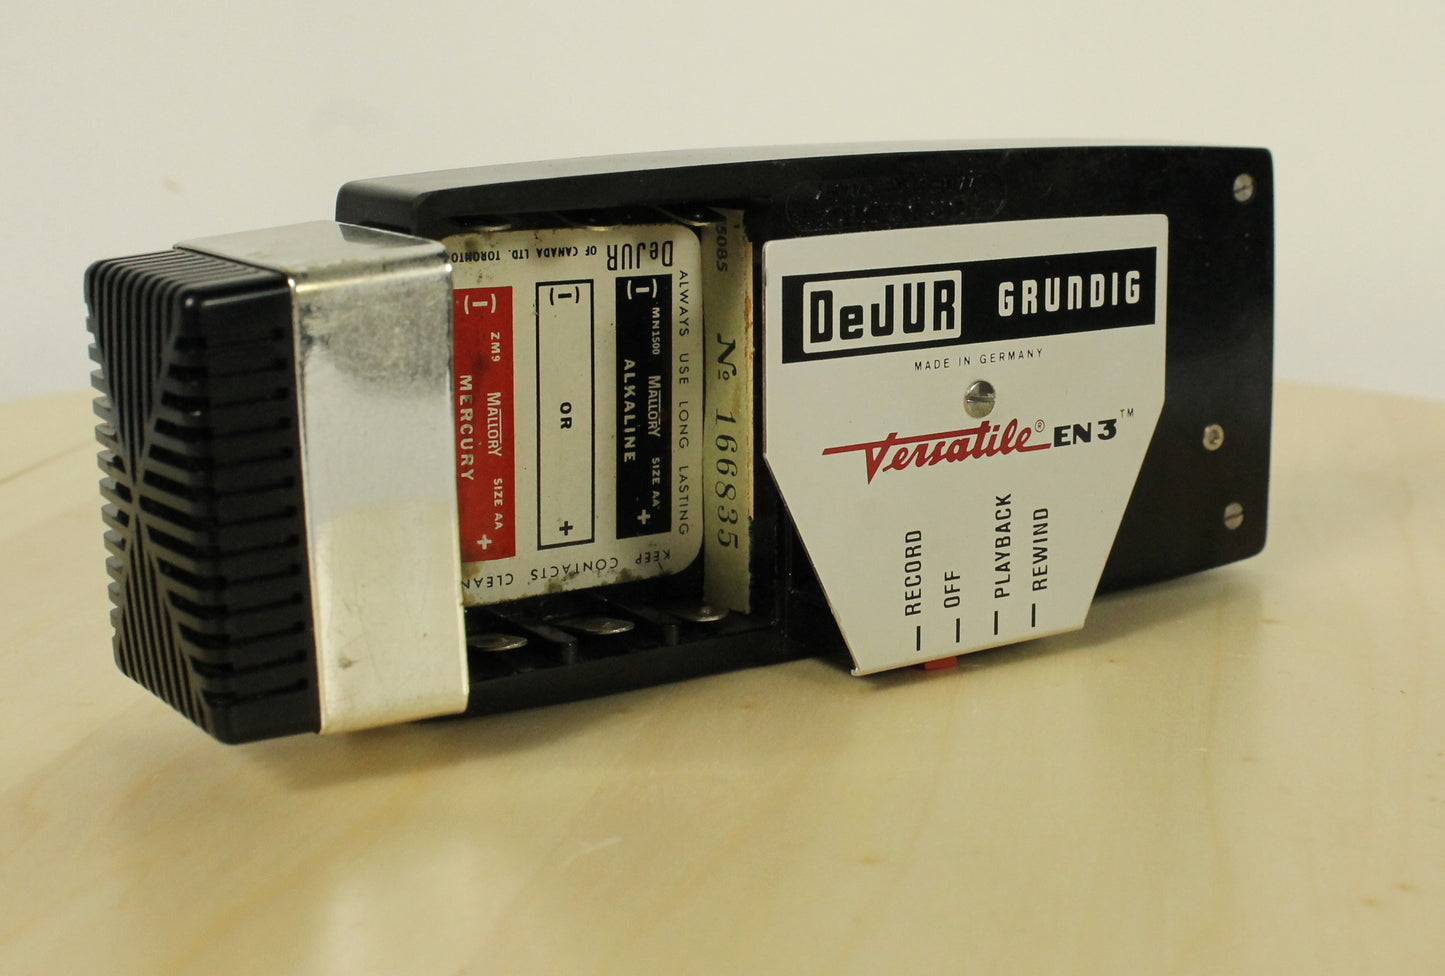 DeJUR GRUNDIG
MADE IN GERMANY
Versatile® EN3™
RECORD
OFF
PLAYBACK
REWIND
5085
№ 166835
DeJUR OF CANADA LTD. TORONTO
ALWAYS USE LONG LASTING
KEEP CONTACTS CLEAN
(-) MN1500 MALLORY SIZE AA +
ALKALINE
(-) OR +
(-) ZM9 MALLORY SIZE AA +
MERCURY